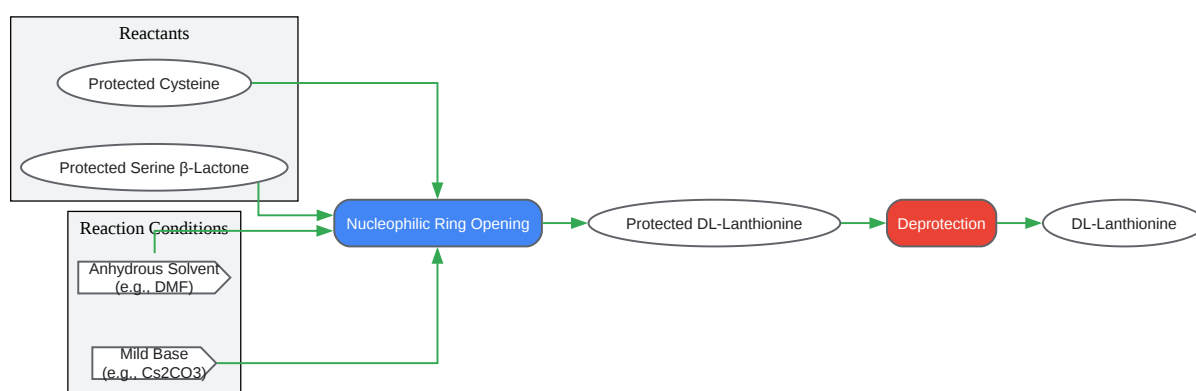 Reactants
Protected Cysteine
Protected Serine β-Lactone
Reaction Conditions
Anhydrous Solvent
(e.g., DMF)
Mild Base
(e.g., Cs2CO3)
Nucleophilic Ring Opening
Protected DL-Lanthionine
Deprotection
DL-Lanthionine